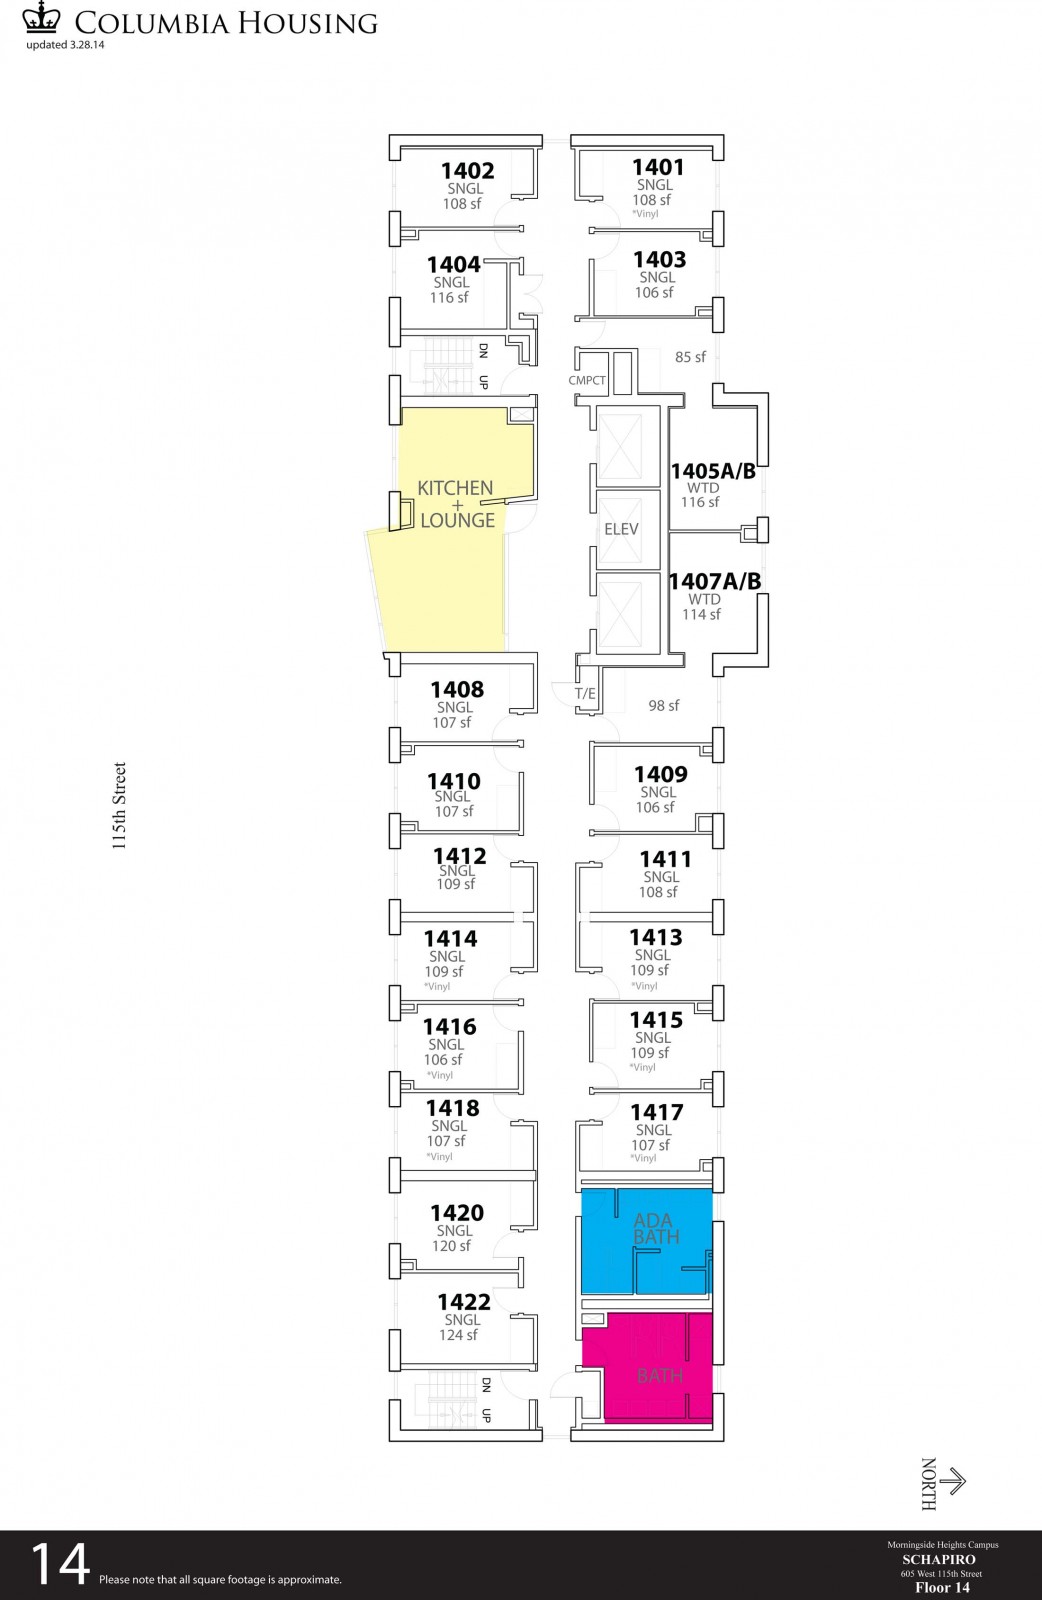 COLUMBIA HOUSING
updated 3.28.14
1402
SNGL
108 sf
1401
SNGL
108 sf
*Vinyl
1404
SNGL
116 sf
1403
SNGL
106 sf
DN
UP
85 sf
CMPCT
KITCHEN
+
LOUNGE
ELEV
1405A/B
WTD
116 sf
1407A/B
WTD
114 sf
1408
SNGL
107 sf
T/E
98 sf
1410
SNGL
107 sf
1409
SNGL
106 sf
115th Street
1412
SNGL
109 sf
1411
SNGL
108 sf
1414
SNGL
109 sf
*Vinyl
1413
SNGL
109 sf
*Vinyl
1416
SNGL
106 sf
*Vinyl
1415
SNGL
109 sf
*Vinyl
1418
SNGL
107 sf
*Vinyl
1417
SNGL
107 sf
*Vinyl
1420
SNGL
120 sf
ADA
BATH
1422
SNGL
124 sf
BATH
DN
UP
NORTH
14
Please note that all square footage is approximate.
Morningside Heights Campus
SCHAPIRO
605 West 115th Street
Floor 14